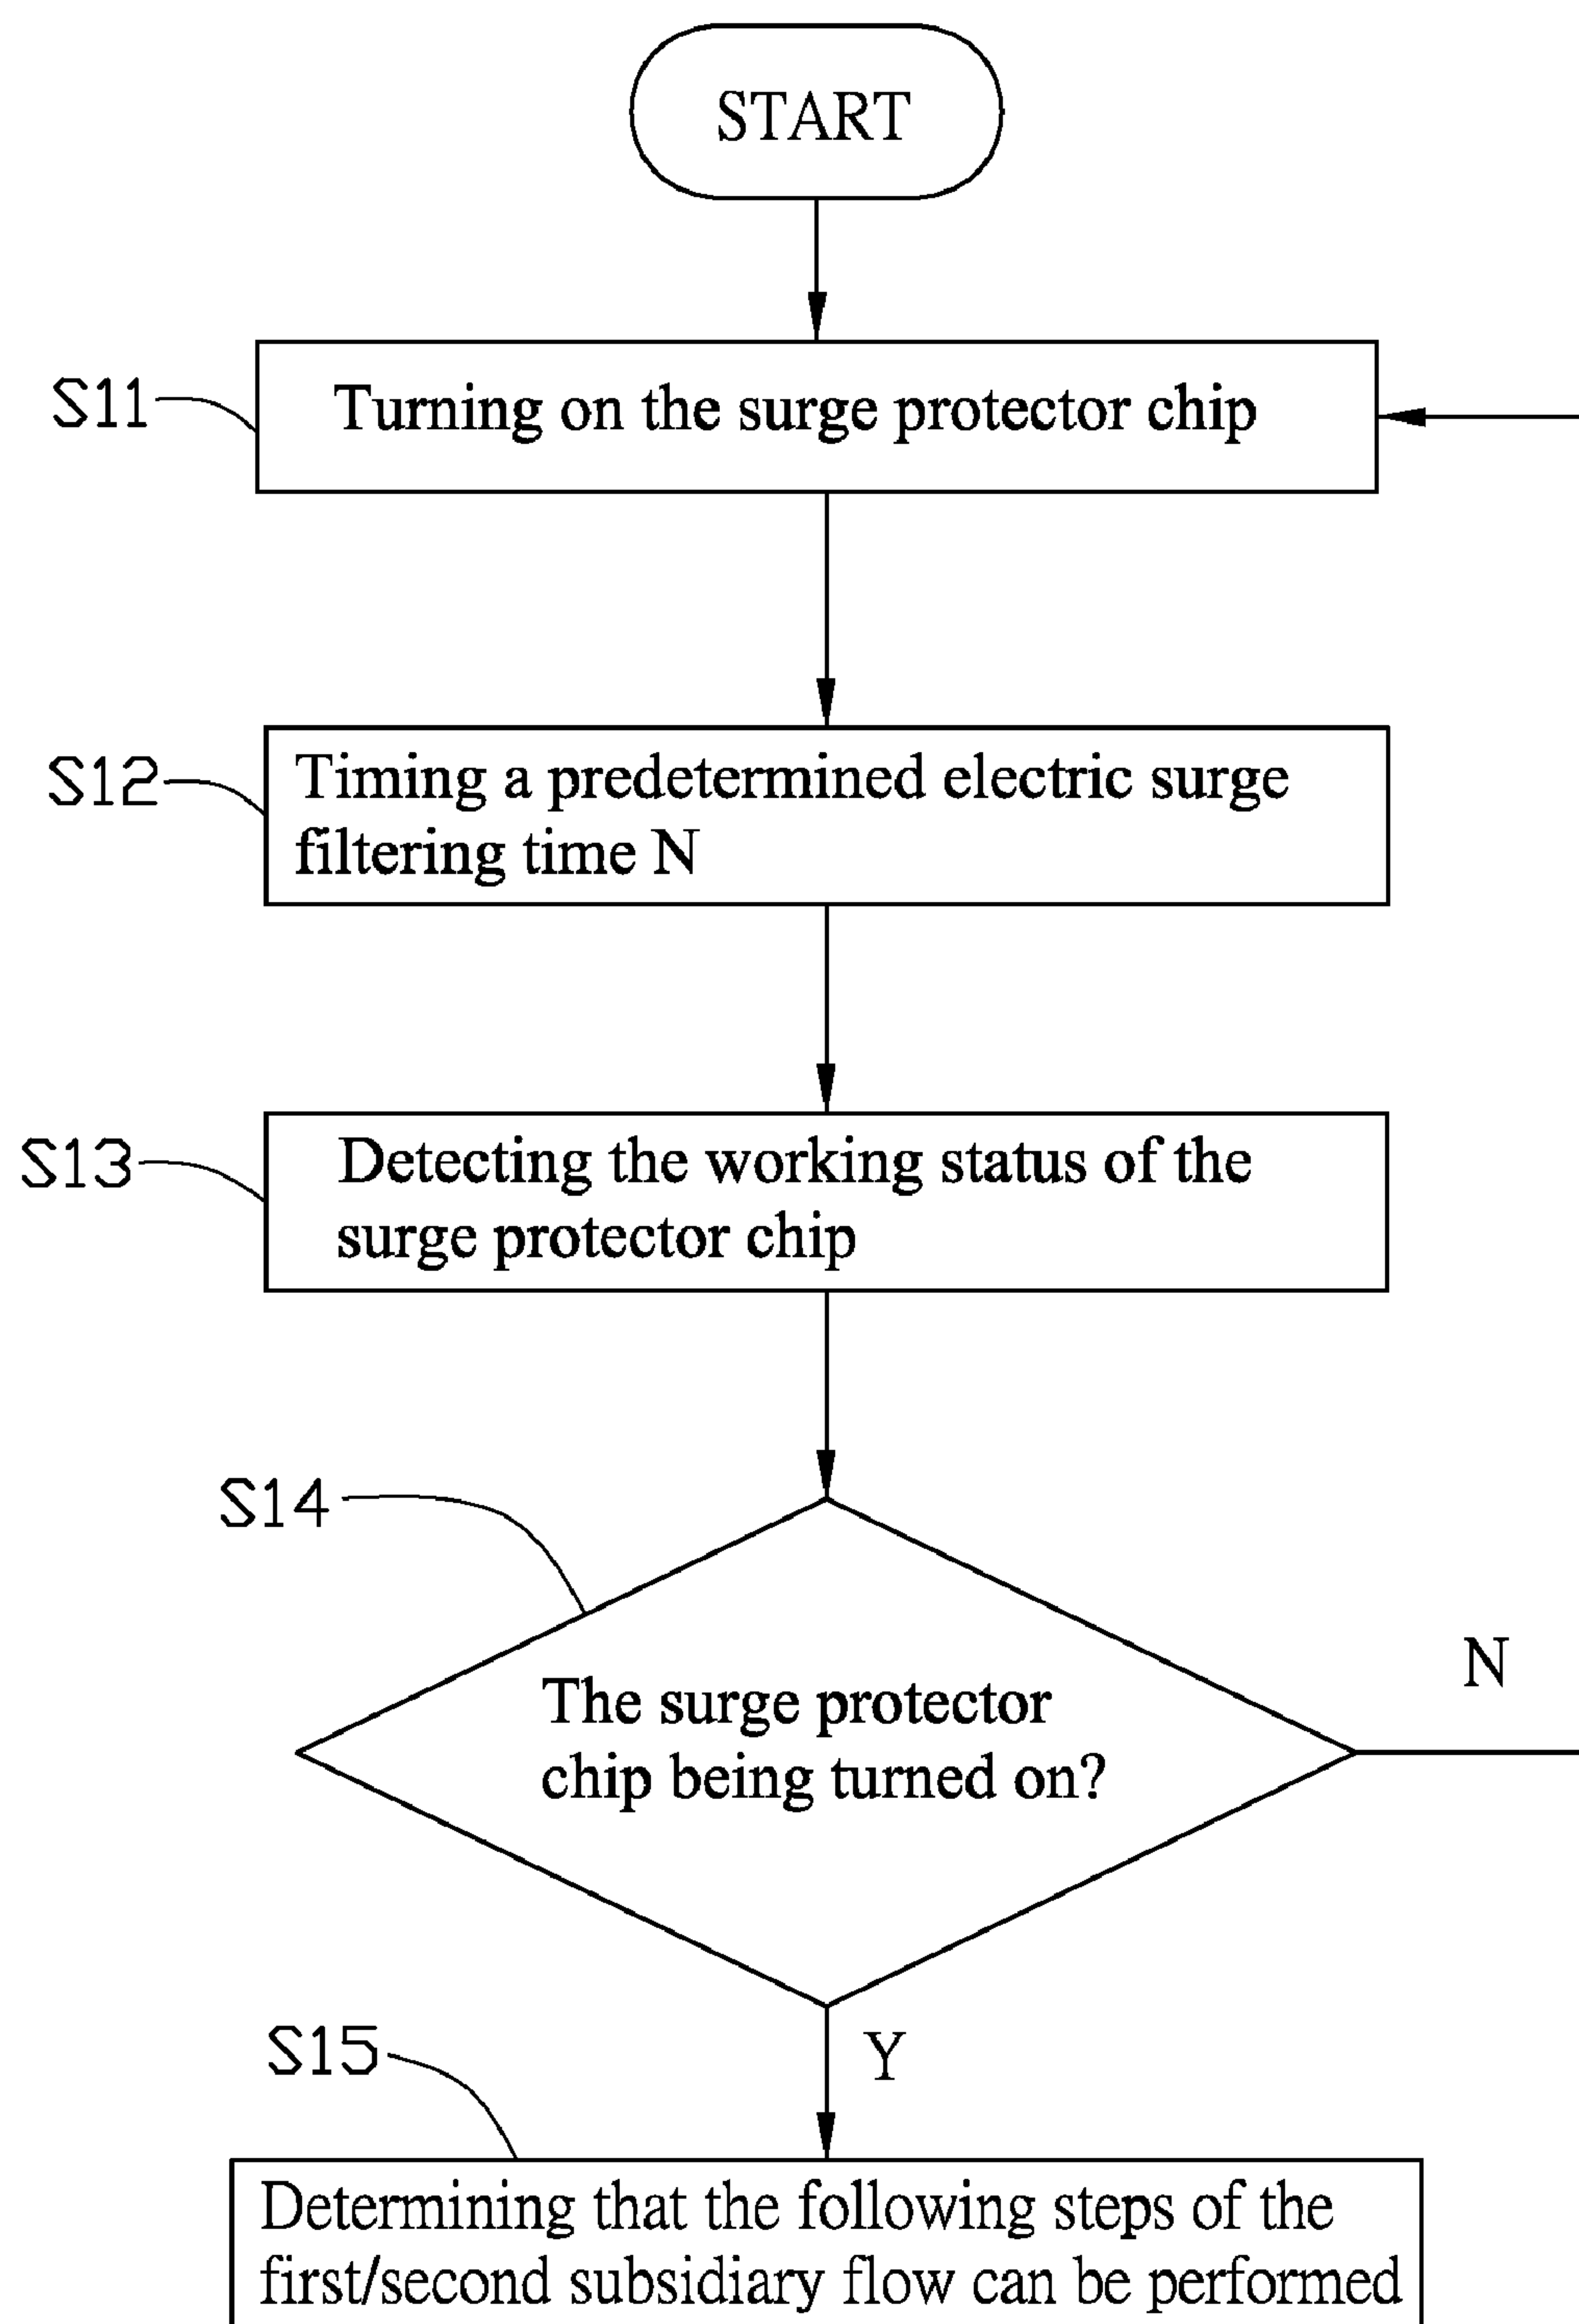 START
S11
Turning on the surge protector chip
S12
Timing a predetermined electric surge
filtering time N
S13
Detecting the working status of the
surge protector chip
S14
The surge protector
chip being turned on?
N
Y
S15
Determining that the following steps of the
first/second subsidiary flow can be performed